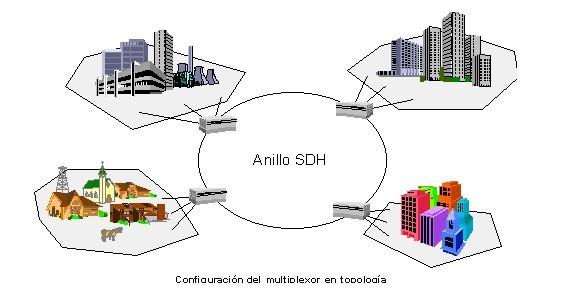 Anillo SDH
Configuración del multiplexor en topología